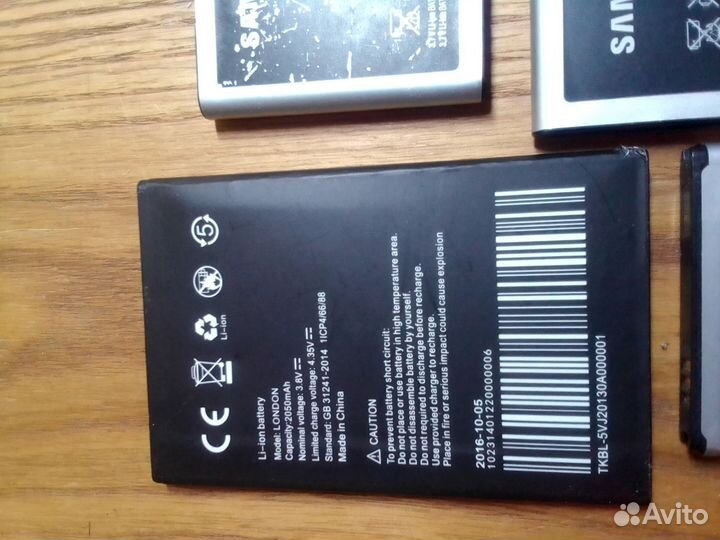 Li-ion battery
Model: LONDON
Capacity:2050mAh
Nominal voltage: 3.8V
Limited charge voltage: 4.35V
Standard: GB 31241-2014 1ICP4/66/88
Made in China
CE
Li-ion
5
CAUTION
To prevent battery short circuit:
Do not place or use battery in high temperature area.
Do not disassemble battery by yourself.
Not required to discharge before recharge.
Use provided charger to recharge.
Place in fire or serious impact could cause explosion
2016-10-05
10231401220000006
TKBL-5VJ20130A000001
Avito